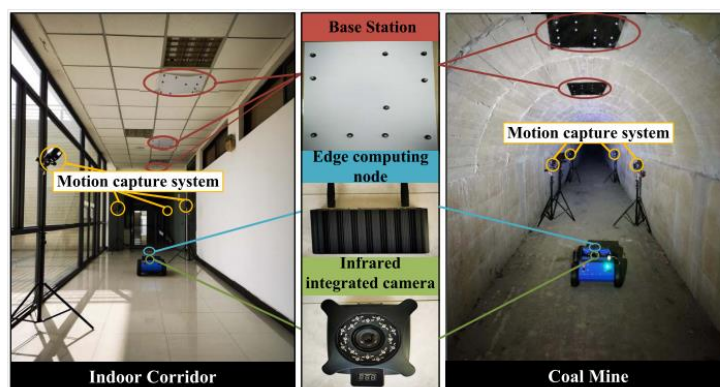 Base Station
Motion capture system
Edge computing
node
Motion capture system
Infrared
integrated camera
Indoor Corridor
Coal Mine